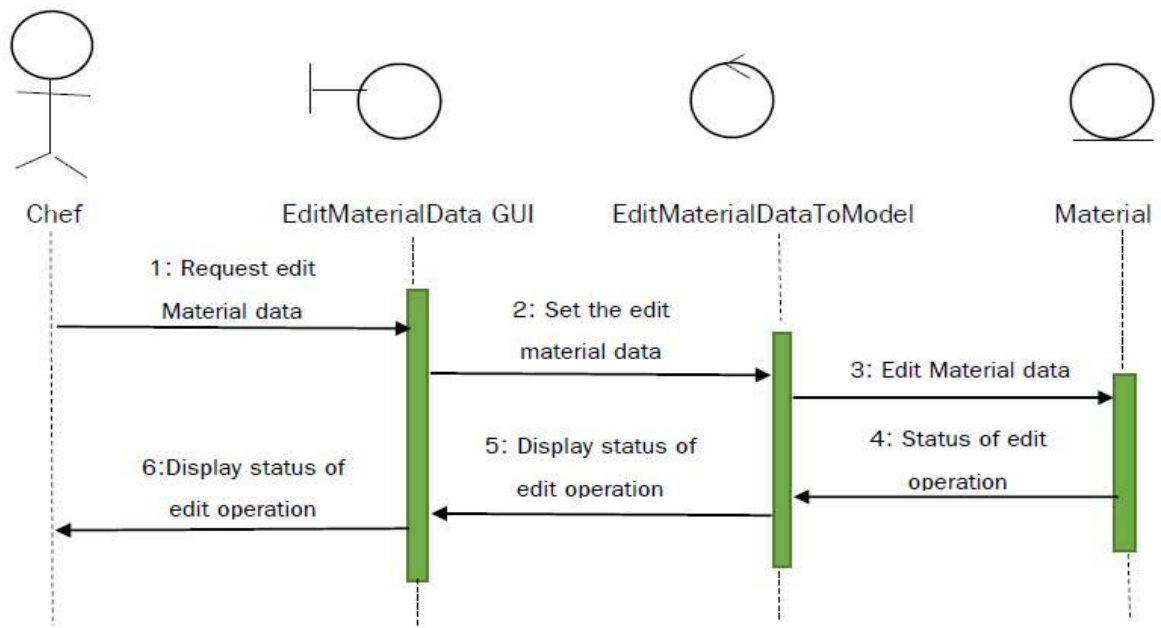 Chef
EditMaterialData GUI
EditMaterialDataToModel
Material
1: Request edit
Material data
2: Set the edit
material data
3: Edit Material data
4: Status of edit
operation
5: Display status of
edit operation
6:Display status of
edit operation